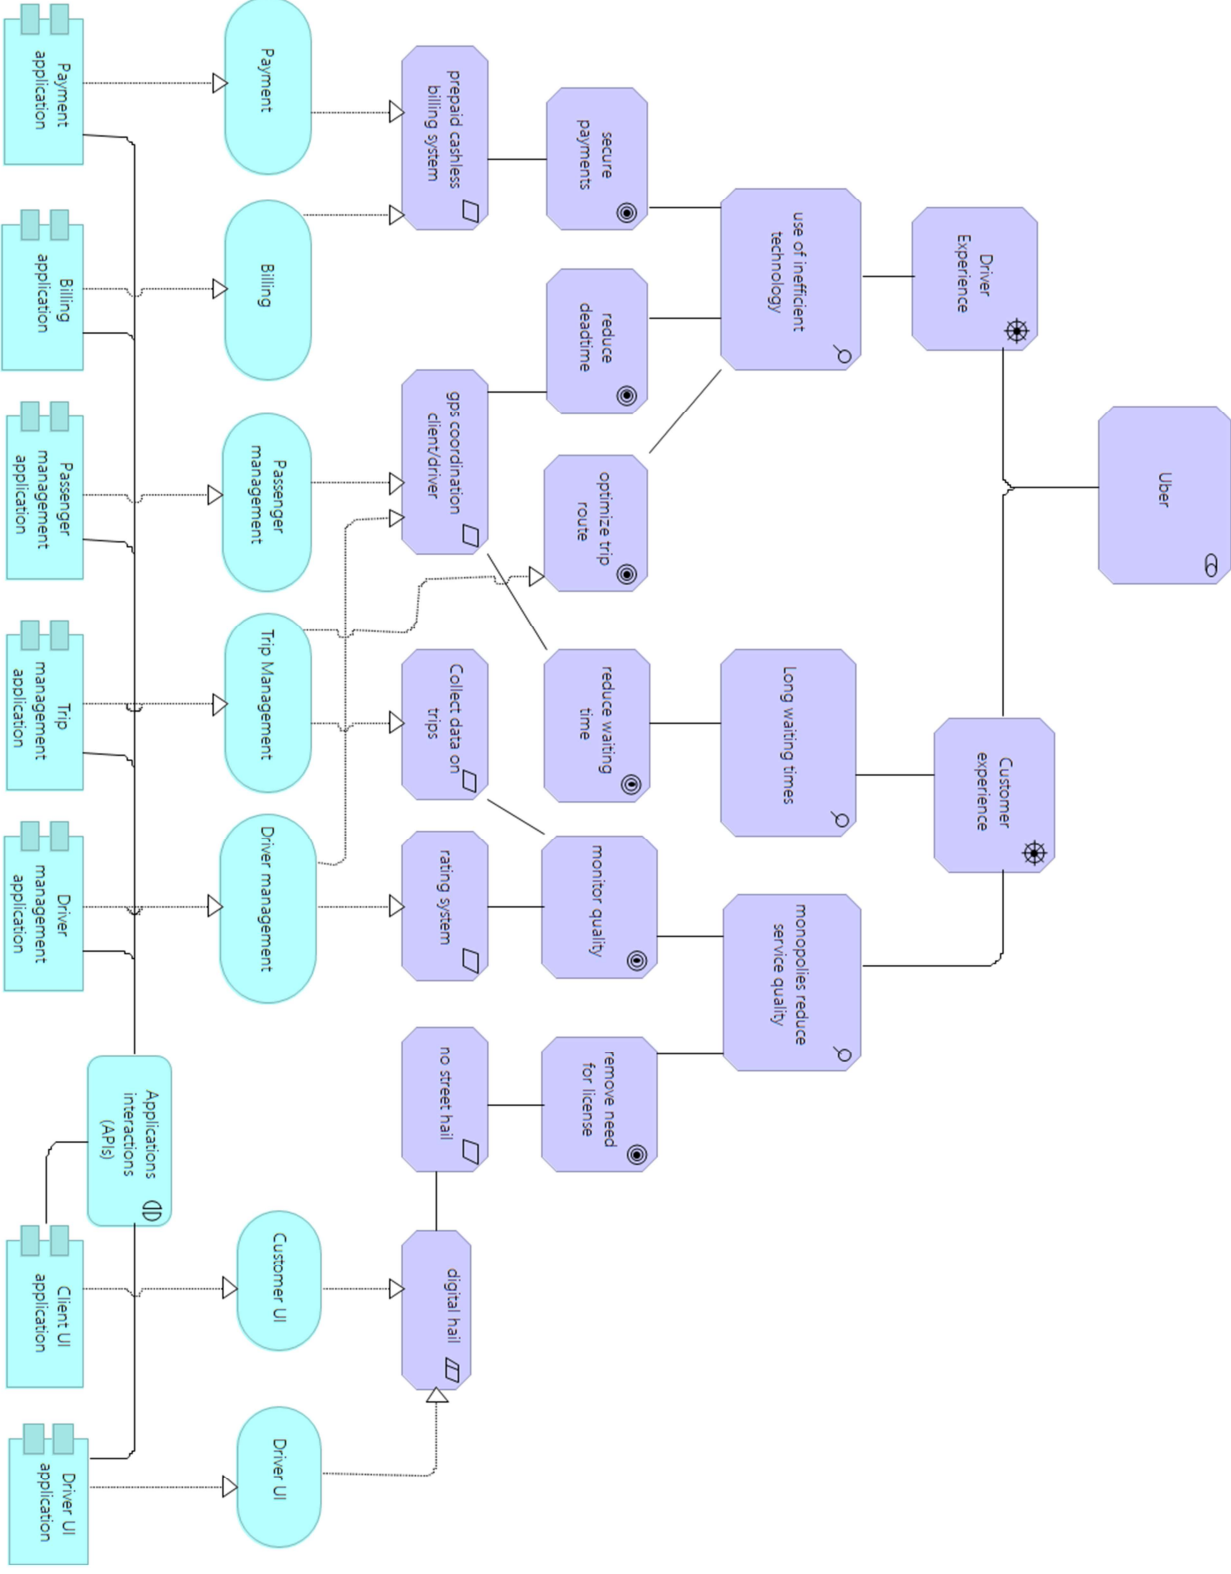 Uber
Driver
Experience
Customer
experience
use of inefficient
technology
Long waiting times
monopolies reduce
service quality
secure
payments
reduce
deadtime
optimize trip
route
reduce waiting
time
monitor quality
remove need
for license
prepaid cashless
billing system
gps coordination
client/driver
Collect data on
trips
rating system
no street hail
digital hail
Payment
Billing
Passenger
management
Trip Management
Driver management
Customer UI
Driver UI
Applications
interactions
(APIs)
Payment
application
Billing
application
Passenger
management
application
Trip
management
application
Driver
management
application
Client UI
application
Driver UI
application